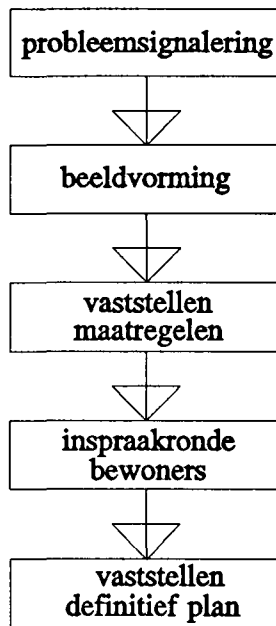 probleemsignalering
beeldvorming
vaststellen
maatregelen
inspraakronde
bewoners
vaststellen
definitief plan